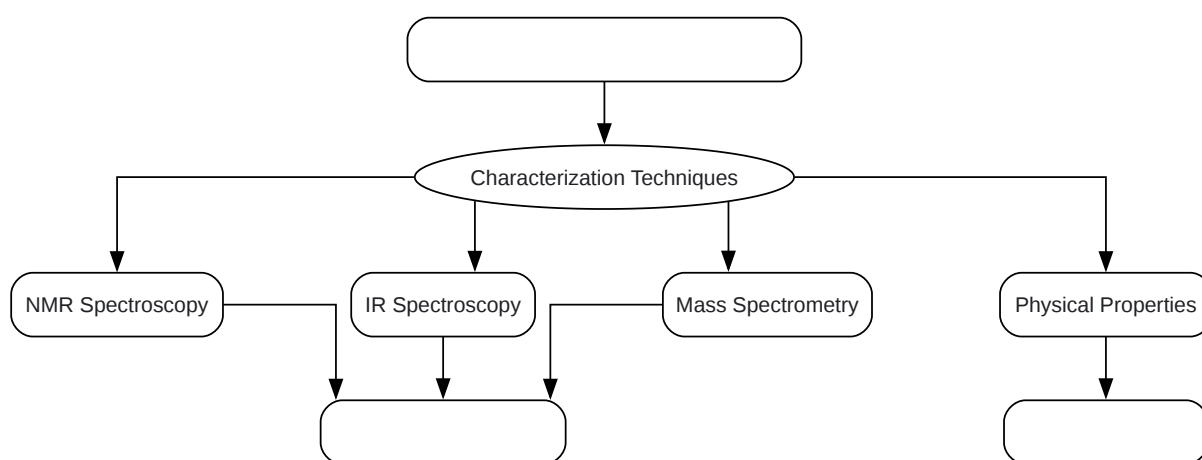 Characterization Techniques
NMR Spectroscopy
IR Spectroscopy
Mass Spectrometry
Physical Properties